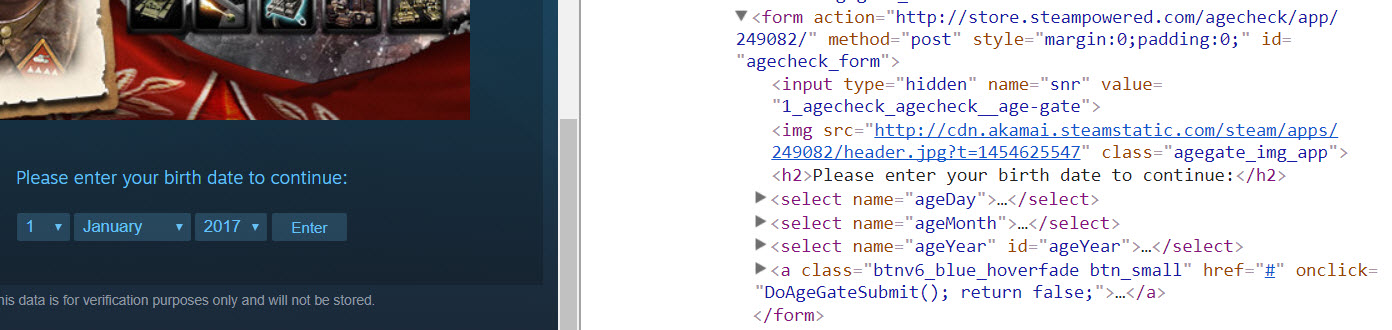 Please enter your birth date to continue:
1 January 2017 Enter
his data is for verification purposes only and will not be stored.
<form action="http://store.steampowered.com/agecheck/app/
249082/" method="post" style="margin:0;padding:0;" id=
"agecheck_form">
<input type="hidden" name="snr" value=
"1_agecheck_agecheck__age-gate">
<img src="http://cdn.akamai.steamstatic.com/steam/apps/
249082/header.jpg?t=1454625547" class="agegate_img_app">
<h2>Please enter your birth date to continue:</h2>
<select name="ageDay">…</select>
<select name="ageMonth">…</select>
<select name="ageYear" id="ageYear">…</select>
<a class="btnv6_blue_hoverfade btn_small" href="#" onclick=
"DoAgeGateSubmit(); return false;">…</a>
</form>